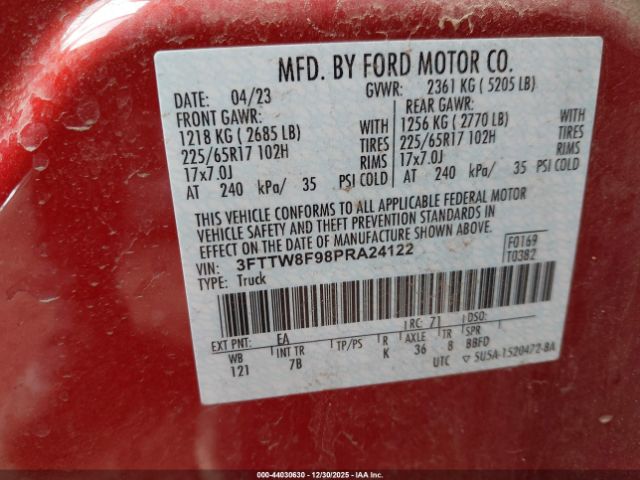 MFD. BY FORD MOTOR CO.
DATE: 04/23 GVWR: 2361 KG ( 5205 LB)
FRONT GAWR: REAR GAWR:
1218 KG ( 2685 LB) WITH 1256 KG ( 2770 LB) WITH
225/65R17 102H TIRES 225/65R17 102H TIRES
17x7.0J RIMS 17x7.0J RIMS
AT 240 kPa/ 35 PSI COLD AT 240 kPa/ 35 PSI COLD
THIS VEHICLE CONFORMS TO ALL APPLICABLE FEDERAL MOTOR
VEHICLE SAFETY AND THEFT PREVENTION STANDARDS IN
EFFECT ON THE DATE OF MANUFACTURE SHOWN ABOVE.
VIN: 3FTTW8F98PRA24122 F0169
TYPE: Truck T0382
EXT PNT: EA RC: 71 DSO:
WB INT TR TP/PS R AXLE TR SPR
121 7B K 36 8 BBFD
UTC ▽ SU5A-1520472-BA
000-44030630 - 12/30/2025 - IAA Inc.